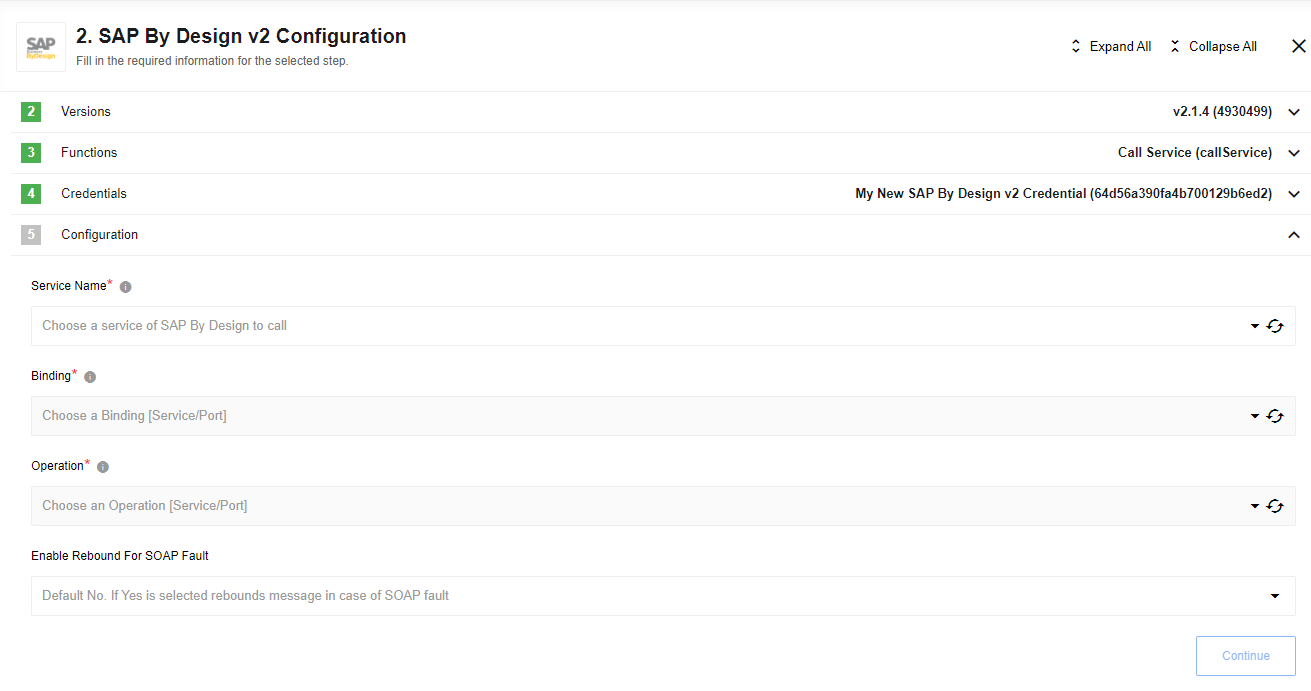 SAP
ByDesign
2. SAP By Design v2 Configuration
Fill in the required information for the selected step.
Expand All
Collapse All
2 Versions v2.1.4 (4930499)
3 Functions Call Service (callService)
4 Credentials My New SAP By Design v2 Credential (64d56a390fa4b700129b6ed2)
5 Configuration
Service Name*
Choose a service of SAP By Design to call
Binding*
Choose a Binding [Service/Port]
Operation*
Choose an Operation [Service/Port]
Enable Rebound For SOAP Fault
Default No. If Yes is selected rebounds message in case of SOAP fault
Continue